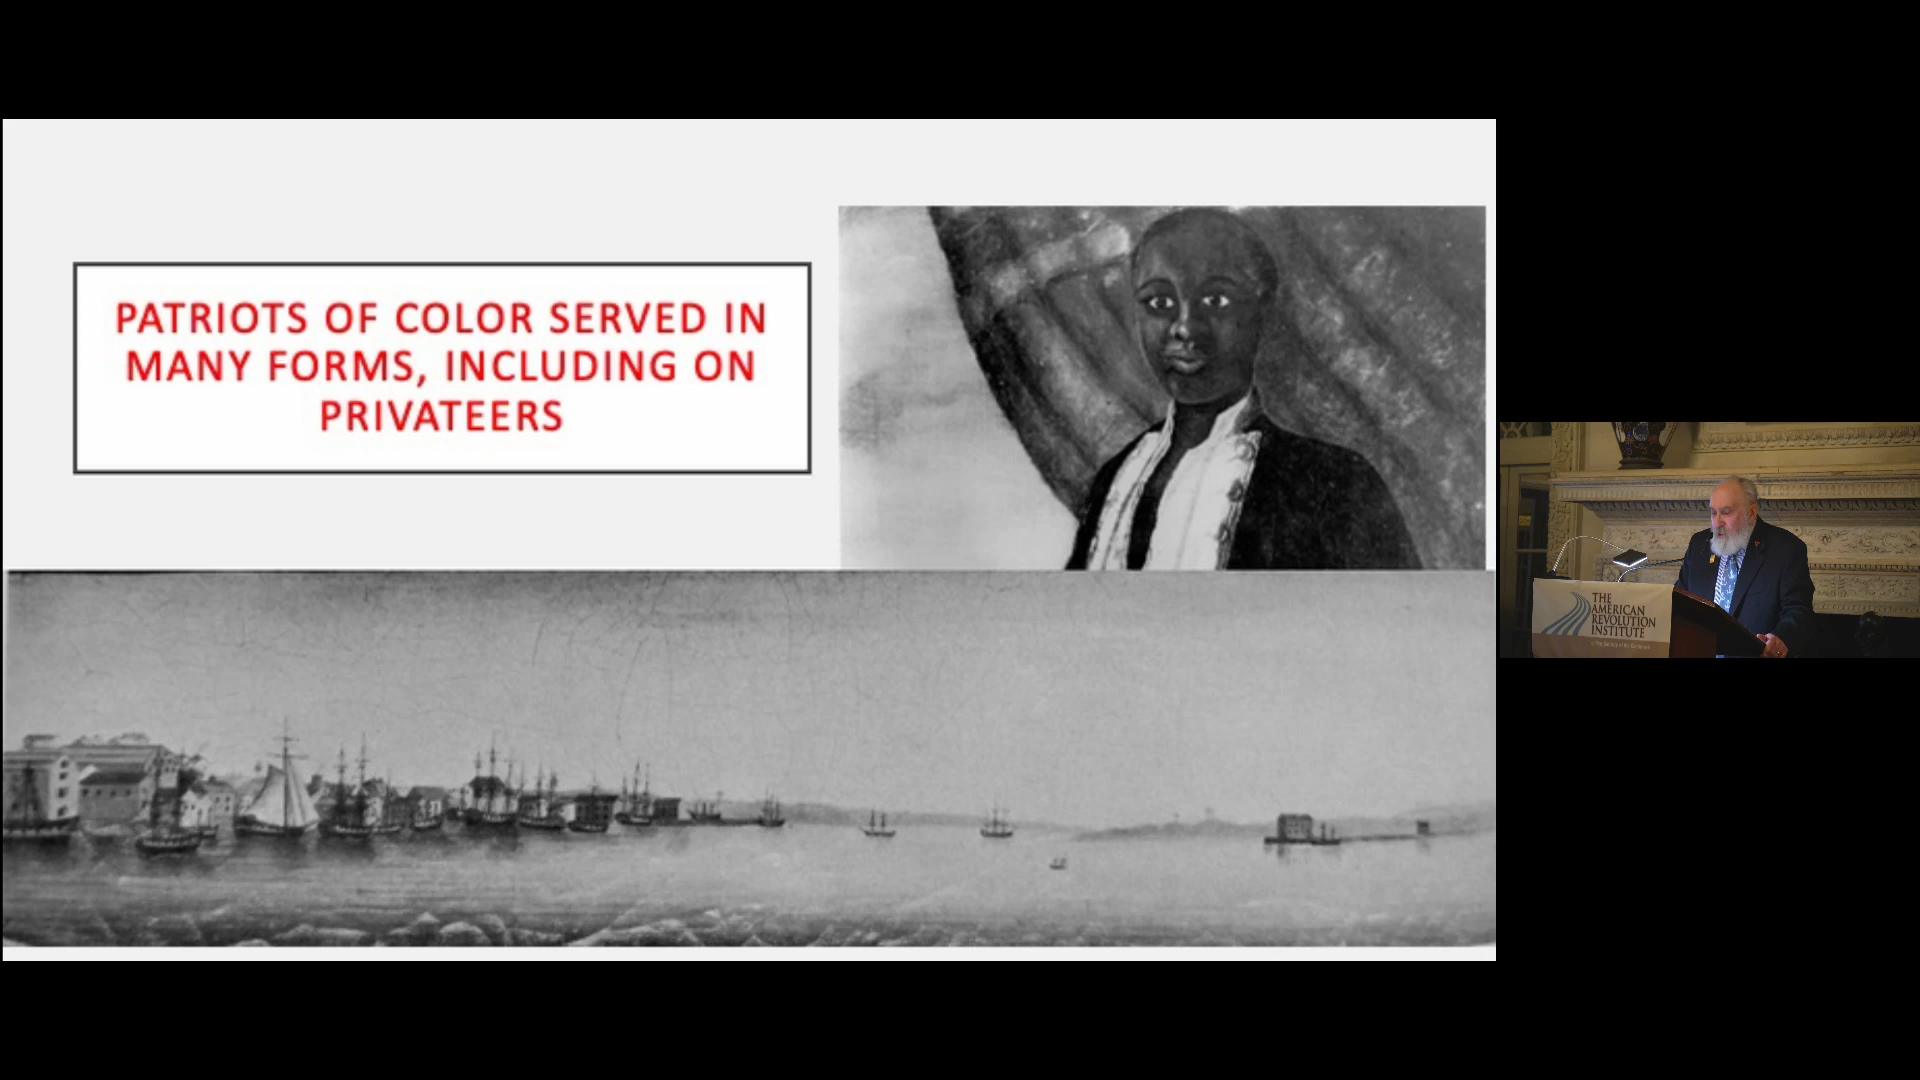 PATRIOTS OF COLOR SERVED IN
MANY FORMS, INCLUDING ON
PRIVATEERS
THE
AMERICAN
REVOLUTION
INSTITUTE